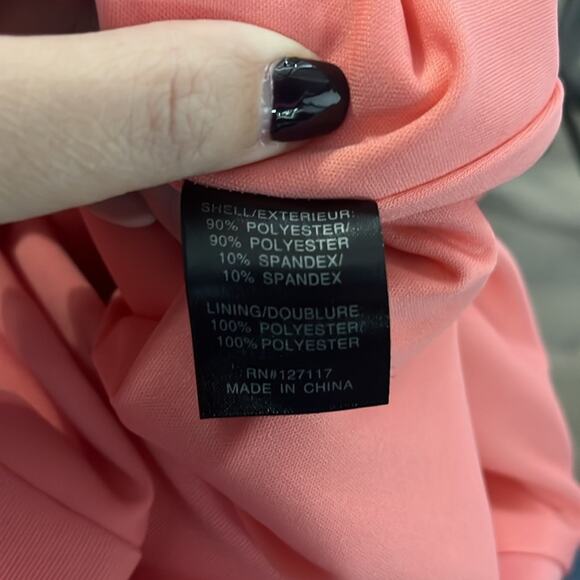 SHELL/EXTERIEUR:
90% POLYESTER/
90% POLYESTER
10% SPANDEX/
10% SPANDEX
LINING/DOUBLURE:
100% POLYESTER/
100% POLYESTER
RN#127117
MADE IN CHINA